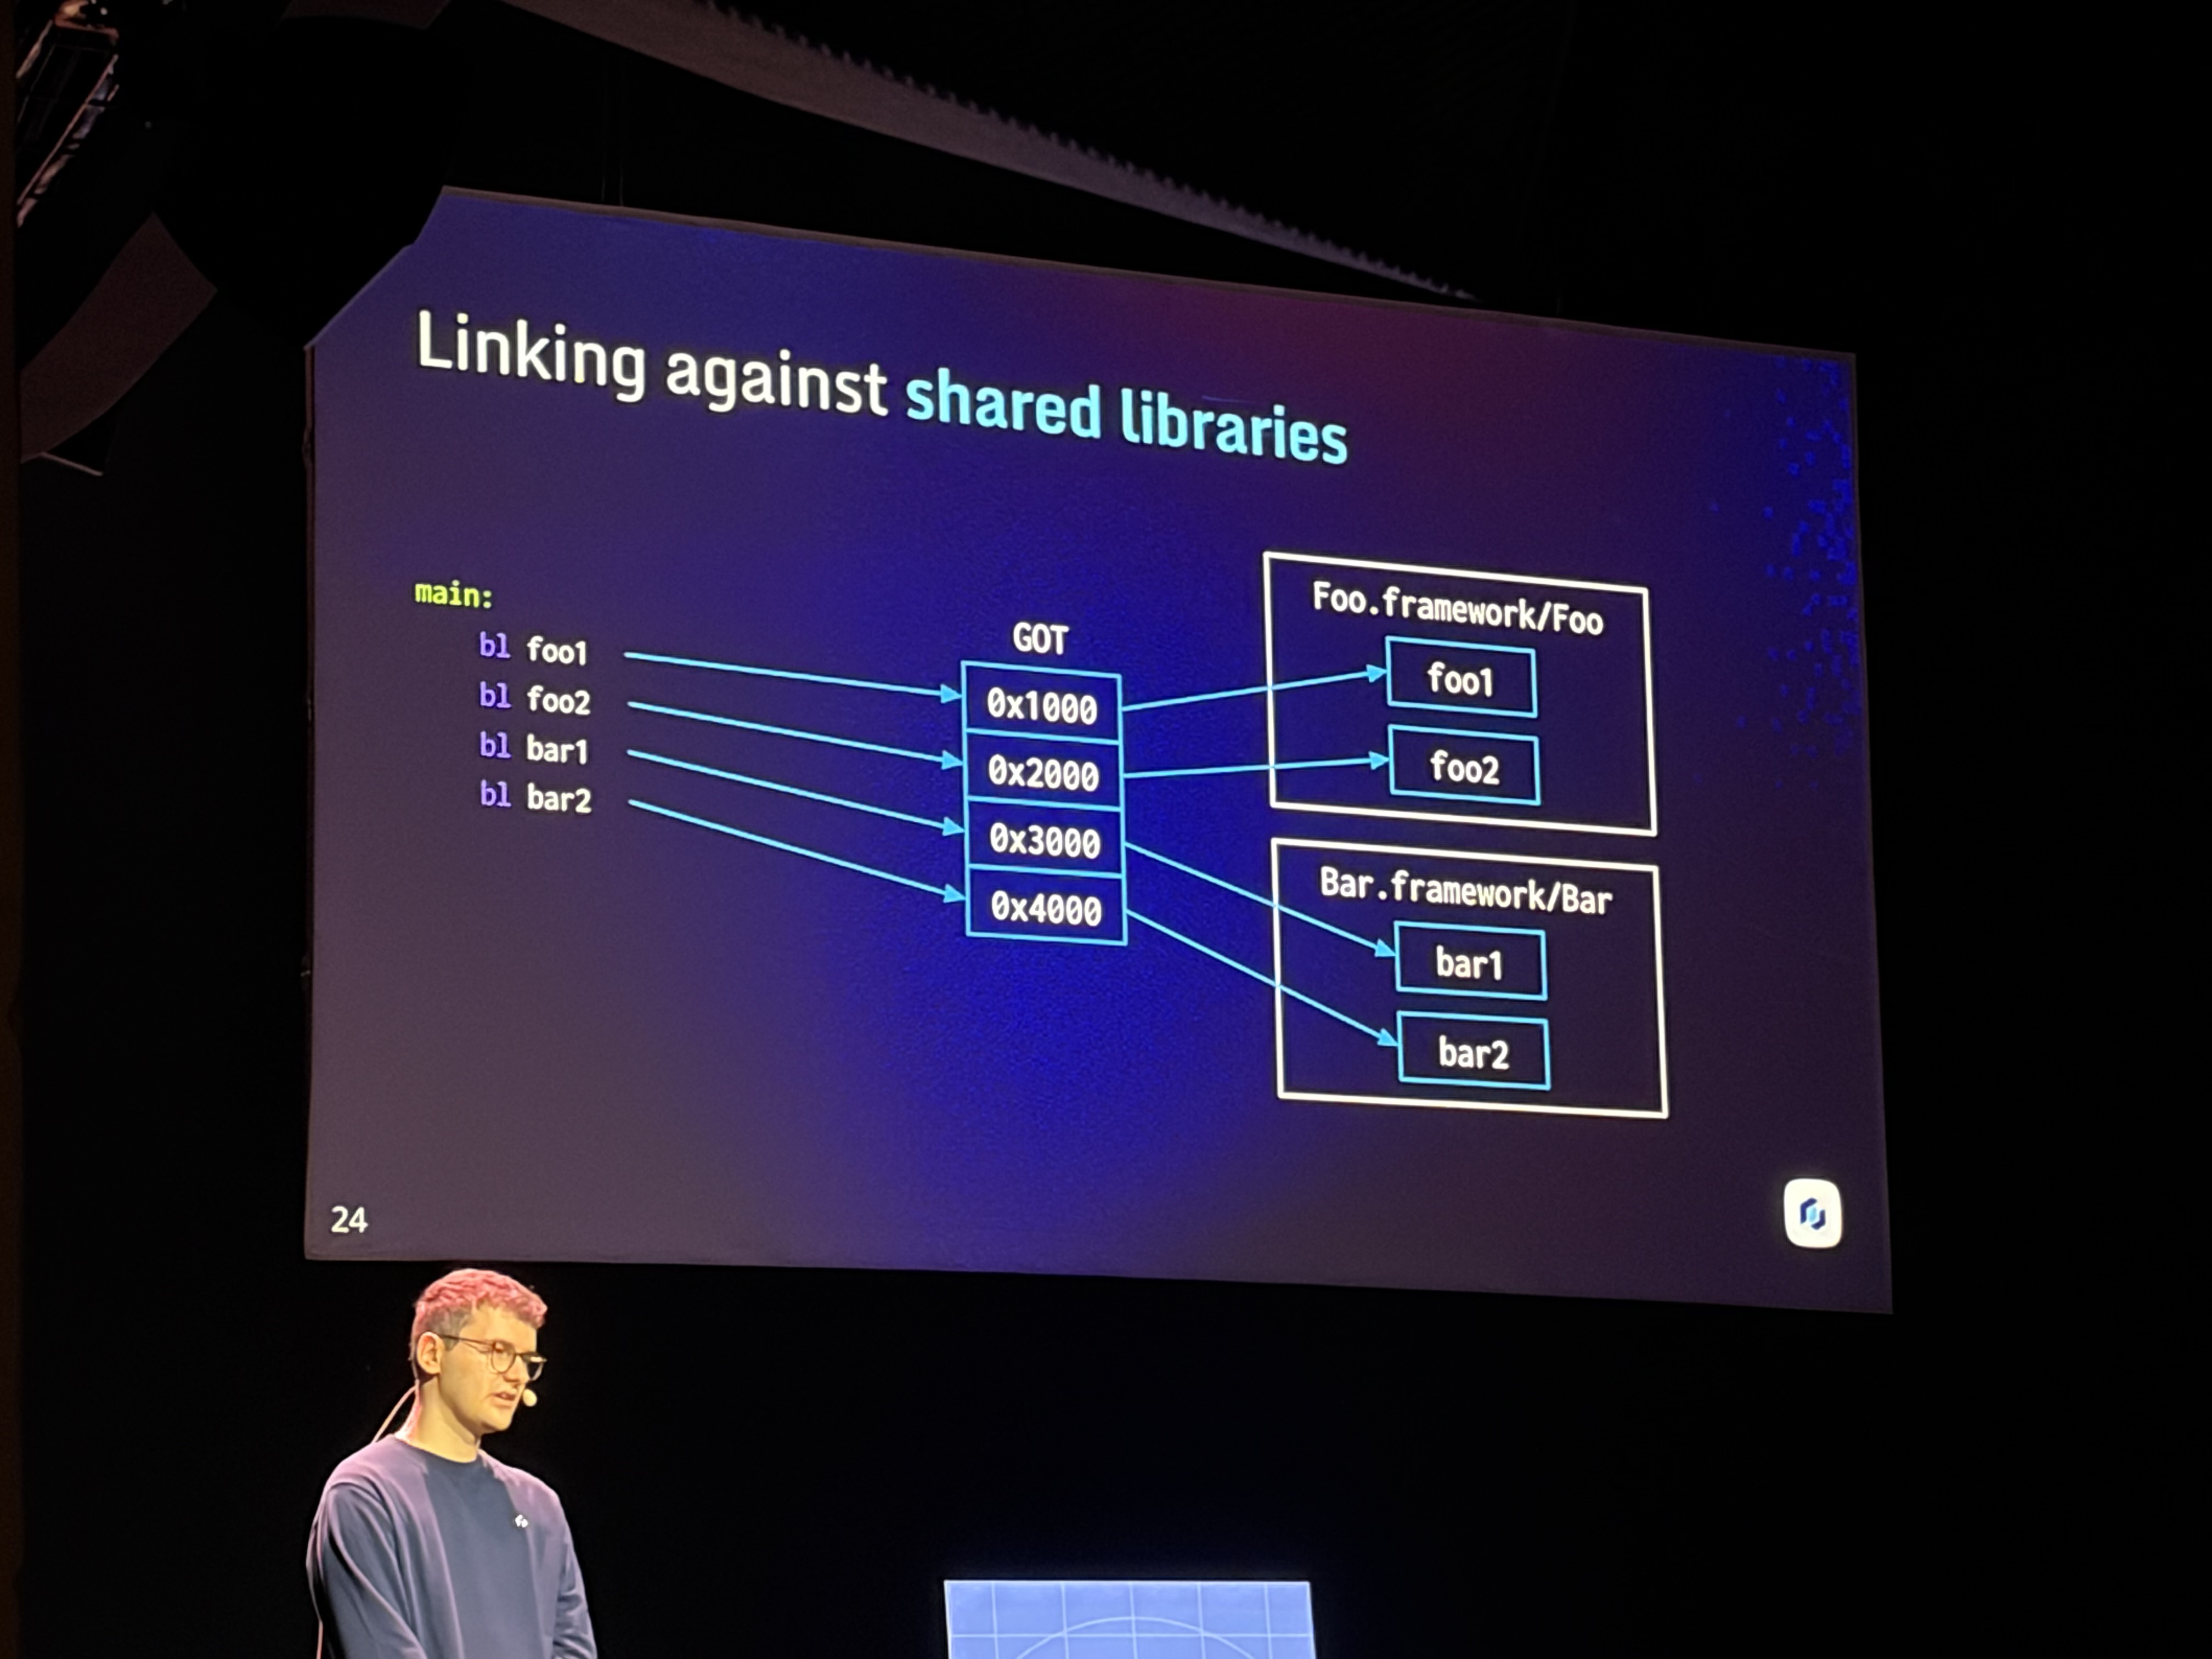 Linking against shared libraries
main:
bl foo1
bl foo2
bl bar1
bl bar2
GOT
0x1000
0x2000
0x3000
0x4000
Foo.framework/Foo
foo1
foo2
Bar.framework/Bar
bar1
bar2
24